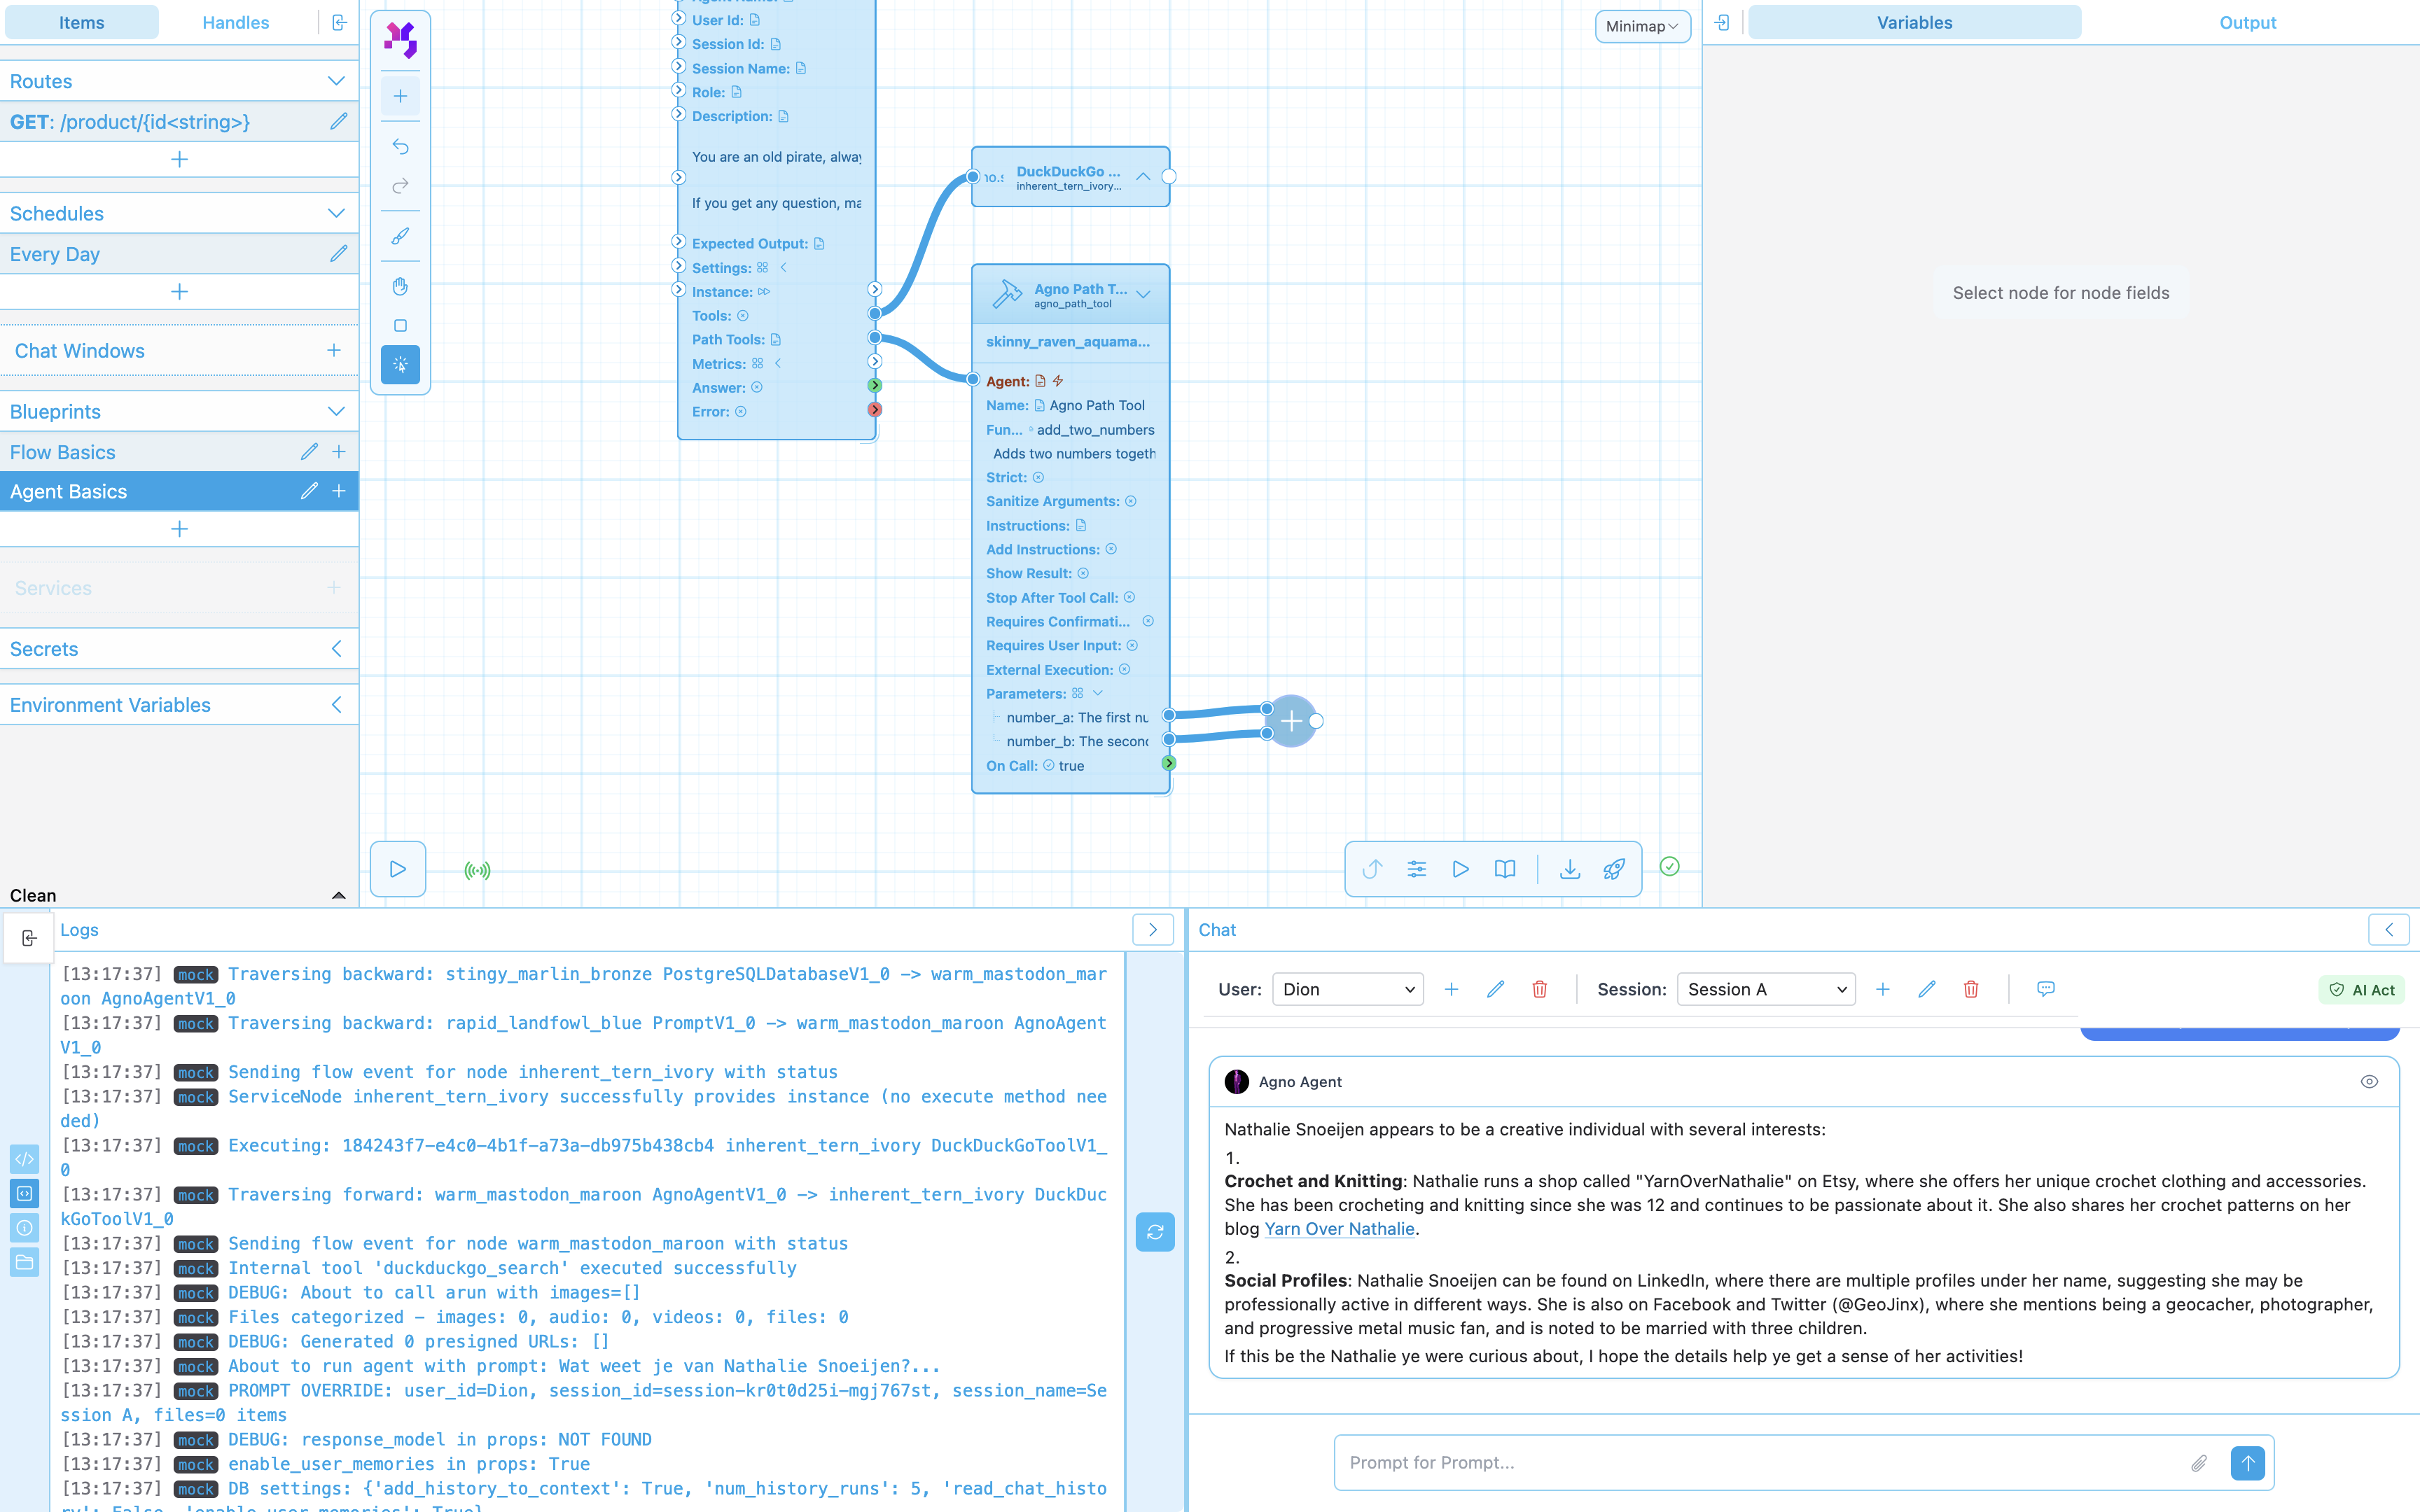 Items
Handles
Routes
GET: /product/{id<string>}
Schedules
Every Day
Chat Windows
Blueprints
Flow Basics
Agent Basics
Services
Secrets
Environment Variables
Clean
User Id:
Session Id:
Session Name:
Role:
Description:
You are an old pirate, alway
If you get any question, ma
Expected Output:
Settings:
Instance:
Tools:
Path Tools:
Metrics:
Answer:
Error:
DuckDuckGo ...
inherent_tern_ivory...
Agno Path T...
agno_path_tool
skinny_raven_aquama...
Agent:
Name: Agno Path Tool
Fun... add_two_numbers
Adds two numbers togeth
Strict:
Sanitize Arguments:
Instructions:
Add Instructions:
Show Result:
Stop After Tool Call:
Requires Confirmati...
Requires User Input:
External Execution:
Parameters:
number_a: The first nu
number_b: The second
On Call: true
Minimap
Variables
Output
Select node for node fields
Logs
[13:17:37] mock Traversing backward: stingy_marlin_bronze PostgreSQLDatabaseV1_0 -> warm_mastodon_mar
oon AgnoAgentV1_0
[13:17:37] mock Traversing backward: rapid_landfowl_blue PromptV1_0 -> warm_mastodon_maroon AgnoAgent
V1_0
[13:17:37] mock Sending flow event for node inherent_tern_ivory with status
[13:17:37] mock ServiceNode inherent_tern_ivory successfully provides instance (no execute method nee
ded)
[13:17:37] mock Executing: 184243f7-e4c0-4b1f-a73a-db975b438cb4 inherent_tern_ivory DuckDuckGoToolV1_
0
[13:17:37] mock Traversing forward: warm_mastodon_maroon AgnoAgentV1_0 -> inherent_tern_ivory DuckDuc
kGoToolV1_0
[13:17:37] mock Sending flow event for node warm_mastodon_maroon with status
[13:17:37] mock Internal tool 'duckduckgo_search' executed successfully
[13:17:37] mock DEBUG: About to call arun with images=[]
[13:17:37] mock Files categorized - images: 0, audio: 0, videos: 0, files: 0
[13:17:37] mock DEBUG: Generated 0 presigned URLs: []
[13:17:37] mock About to run agent with prompt: Wat weet je van Nathalie Snoeijen?...
[13:17:37] mock PROMPT OVERRIDE: user_id=Dion, session_id=session-kr0t0d25i-mgj767st, session_name=Se
ssion A, files=0 items
[13:17:37] mock DEBUG: response_model in props: NOT FOUND
[13:17:37] mock enable_user_memories in props: True
[13:17:37] mock DB settings: {'add_history_to_context': True, 'num_history_runs': 5, 'read_chat_histo
ry': False, 'enable_user_memories': True}
Chat
User: Dion
Session: Session A
AI Act
Agno Agent
Nathalie Snoeijen appears to be a creative individual with several interests:
1.
Crochet and Knitting: Nathalie runs a shop called "YarnOverNathalie" on Etsy, where she offers her unique crochet clothing and accessories.
She has been crocheting and knitting since she was 12 and continues to be passionate about it. She also shares her crochet patterns on her
blog Yarn Over Nathalie.
2.
Social Profiles: Nathalie Snoeijen can be found on LinkedIn, where there are multiple profiles under her name, suggesting she may be
professionally active in different ways. She is also on Facebook and Twitter (@GeoJinx), where she mentions being a geocacher, photographer,
and progressive metal music fan, and is noted to be married with three children.
If this be the Nathalie ye were curious about, I hope the details help ye get a sense of her activities!
Prompt for Prompt...